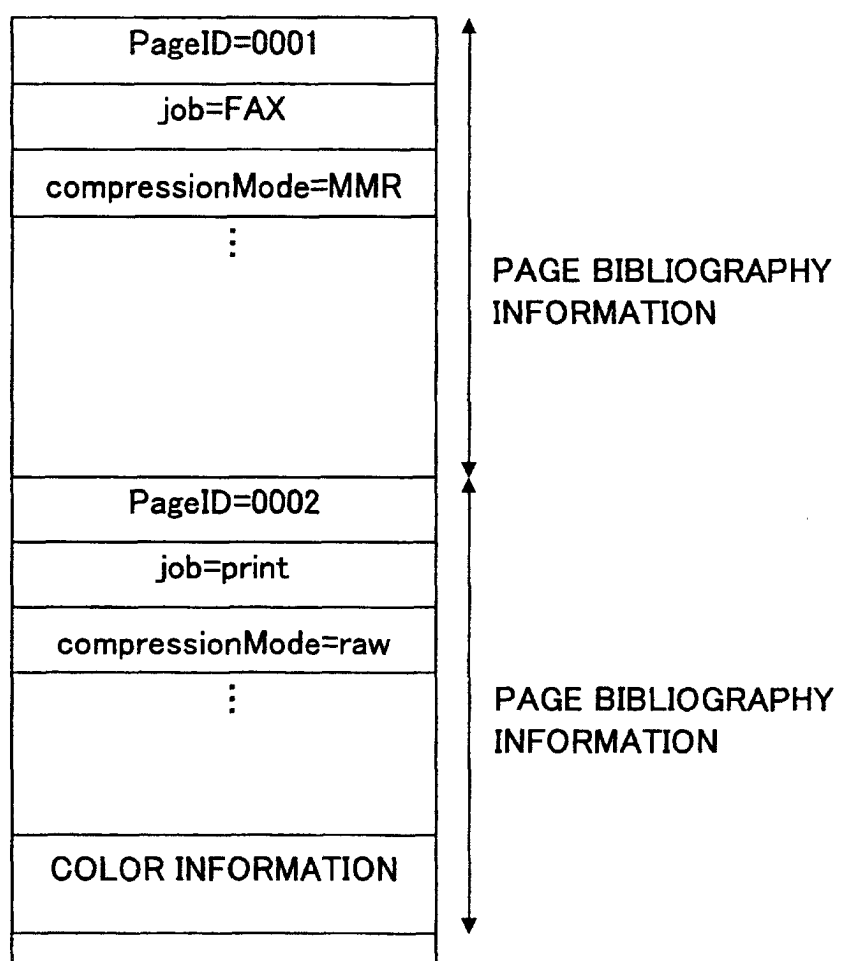 PageID=0001
job=FAX
compressionMode=MMR
⋮
PAGE BIBLIOGRAPHY
INFORMATION
PageID=0002
job=print
compressionMode=raw
⋮
PAGE BIBLIOGRAPHY
INFORMATION
COLOR INFORMATION